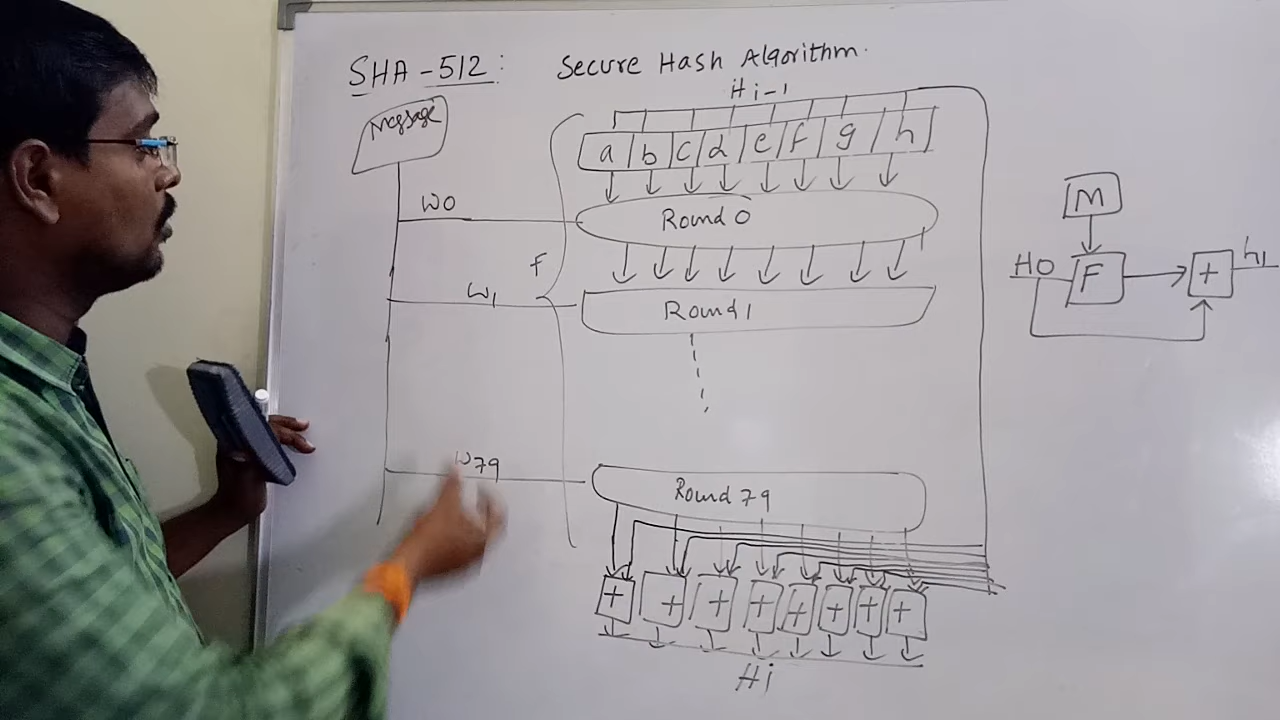 SHA-512: Secure Hash Algorithm.
Message
Hi-1
a b c d e f g h
W0
Round 0
F
W1
Round 1
W79
Round 79
+ + + + + + + +
Hi
M
H0 F + h1